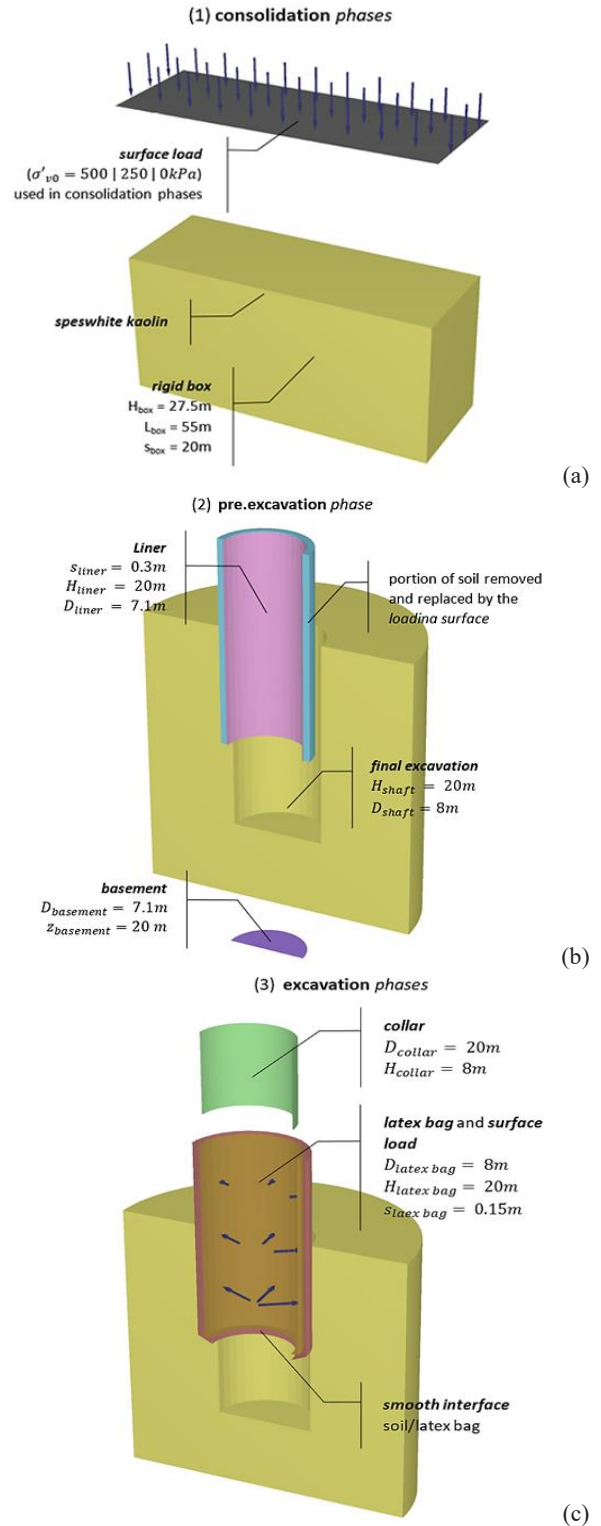 (1) consolidation phases
surface load
(σ'v0 = 500 | 250 | 0kPa)
used in consolidation phases
speswhite kaolin
rigid box
Hbox = 27.5m
Lbox = 55m
sbox = 20m
(a)
(2) pre.excavation phase
Liner
sliner = 0.3m
Hliner = 20m
Dliner = 7.1m
portion of soil removed
and replaced by the
loadina surface
final excavation
Hshaft = 20m
Dshaft = 8m
basement
Dbasement = 7.1m
zbasement = 20 m
(b)
(3) excavation phases
collar
Dcollar = 20m
Hcollar = 8m
latex bag and surface
load
Dlatex bag = 8m
Hlatex bag = 20m
slaex bag = 0.15m
smooth interface
soil/latex bag
(c)